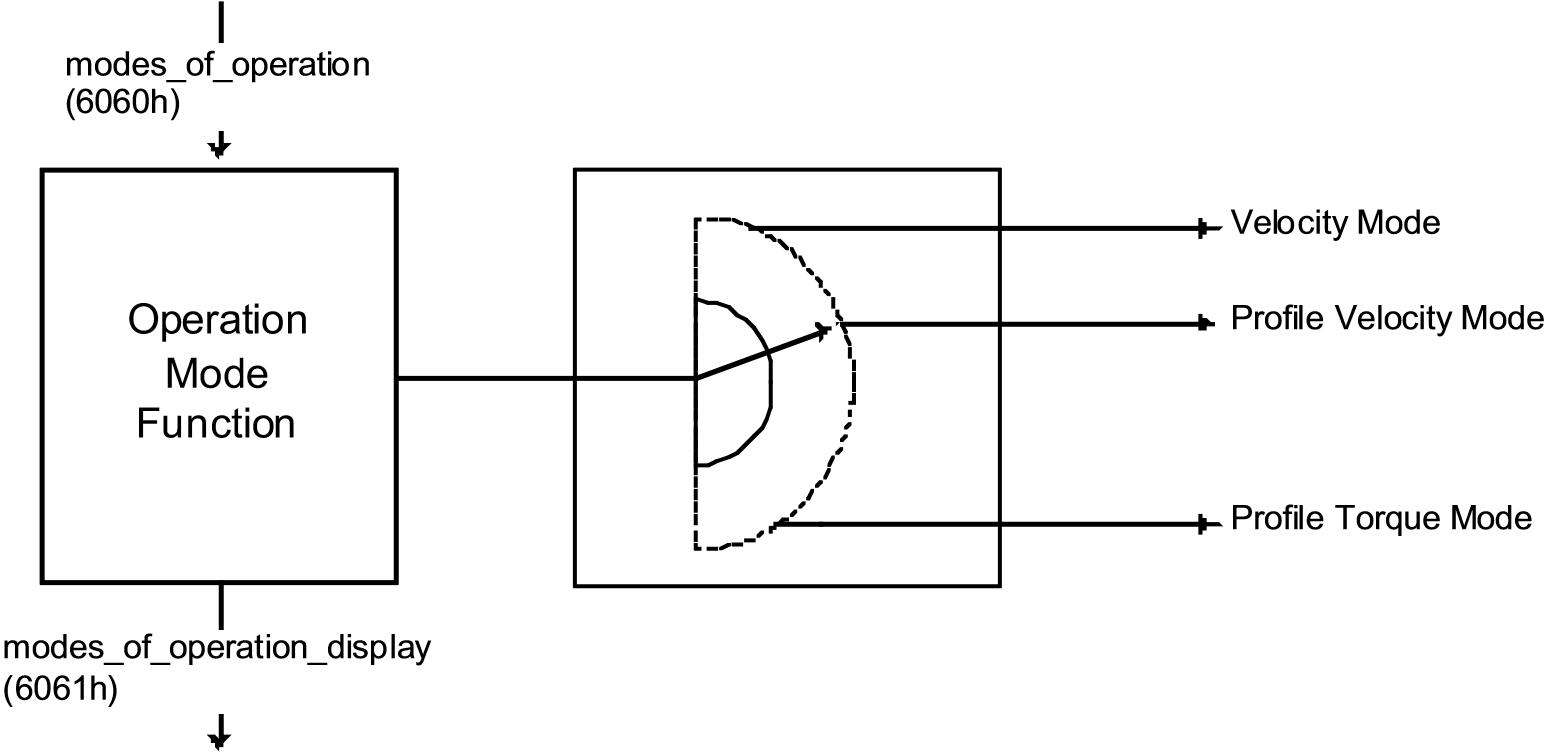 modes_of_operation
(6060h)
Operation
Mode
Function
Velocity Mode
Profile Velocity Mode
Profile Torque Mode
modes_of_operation_display
(6061h)